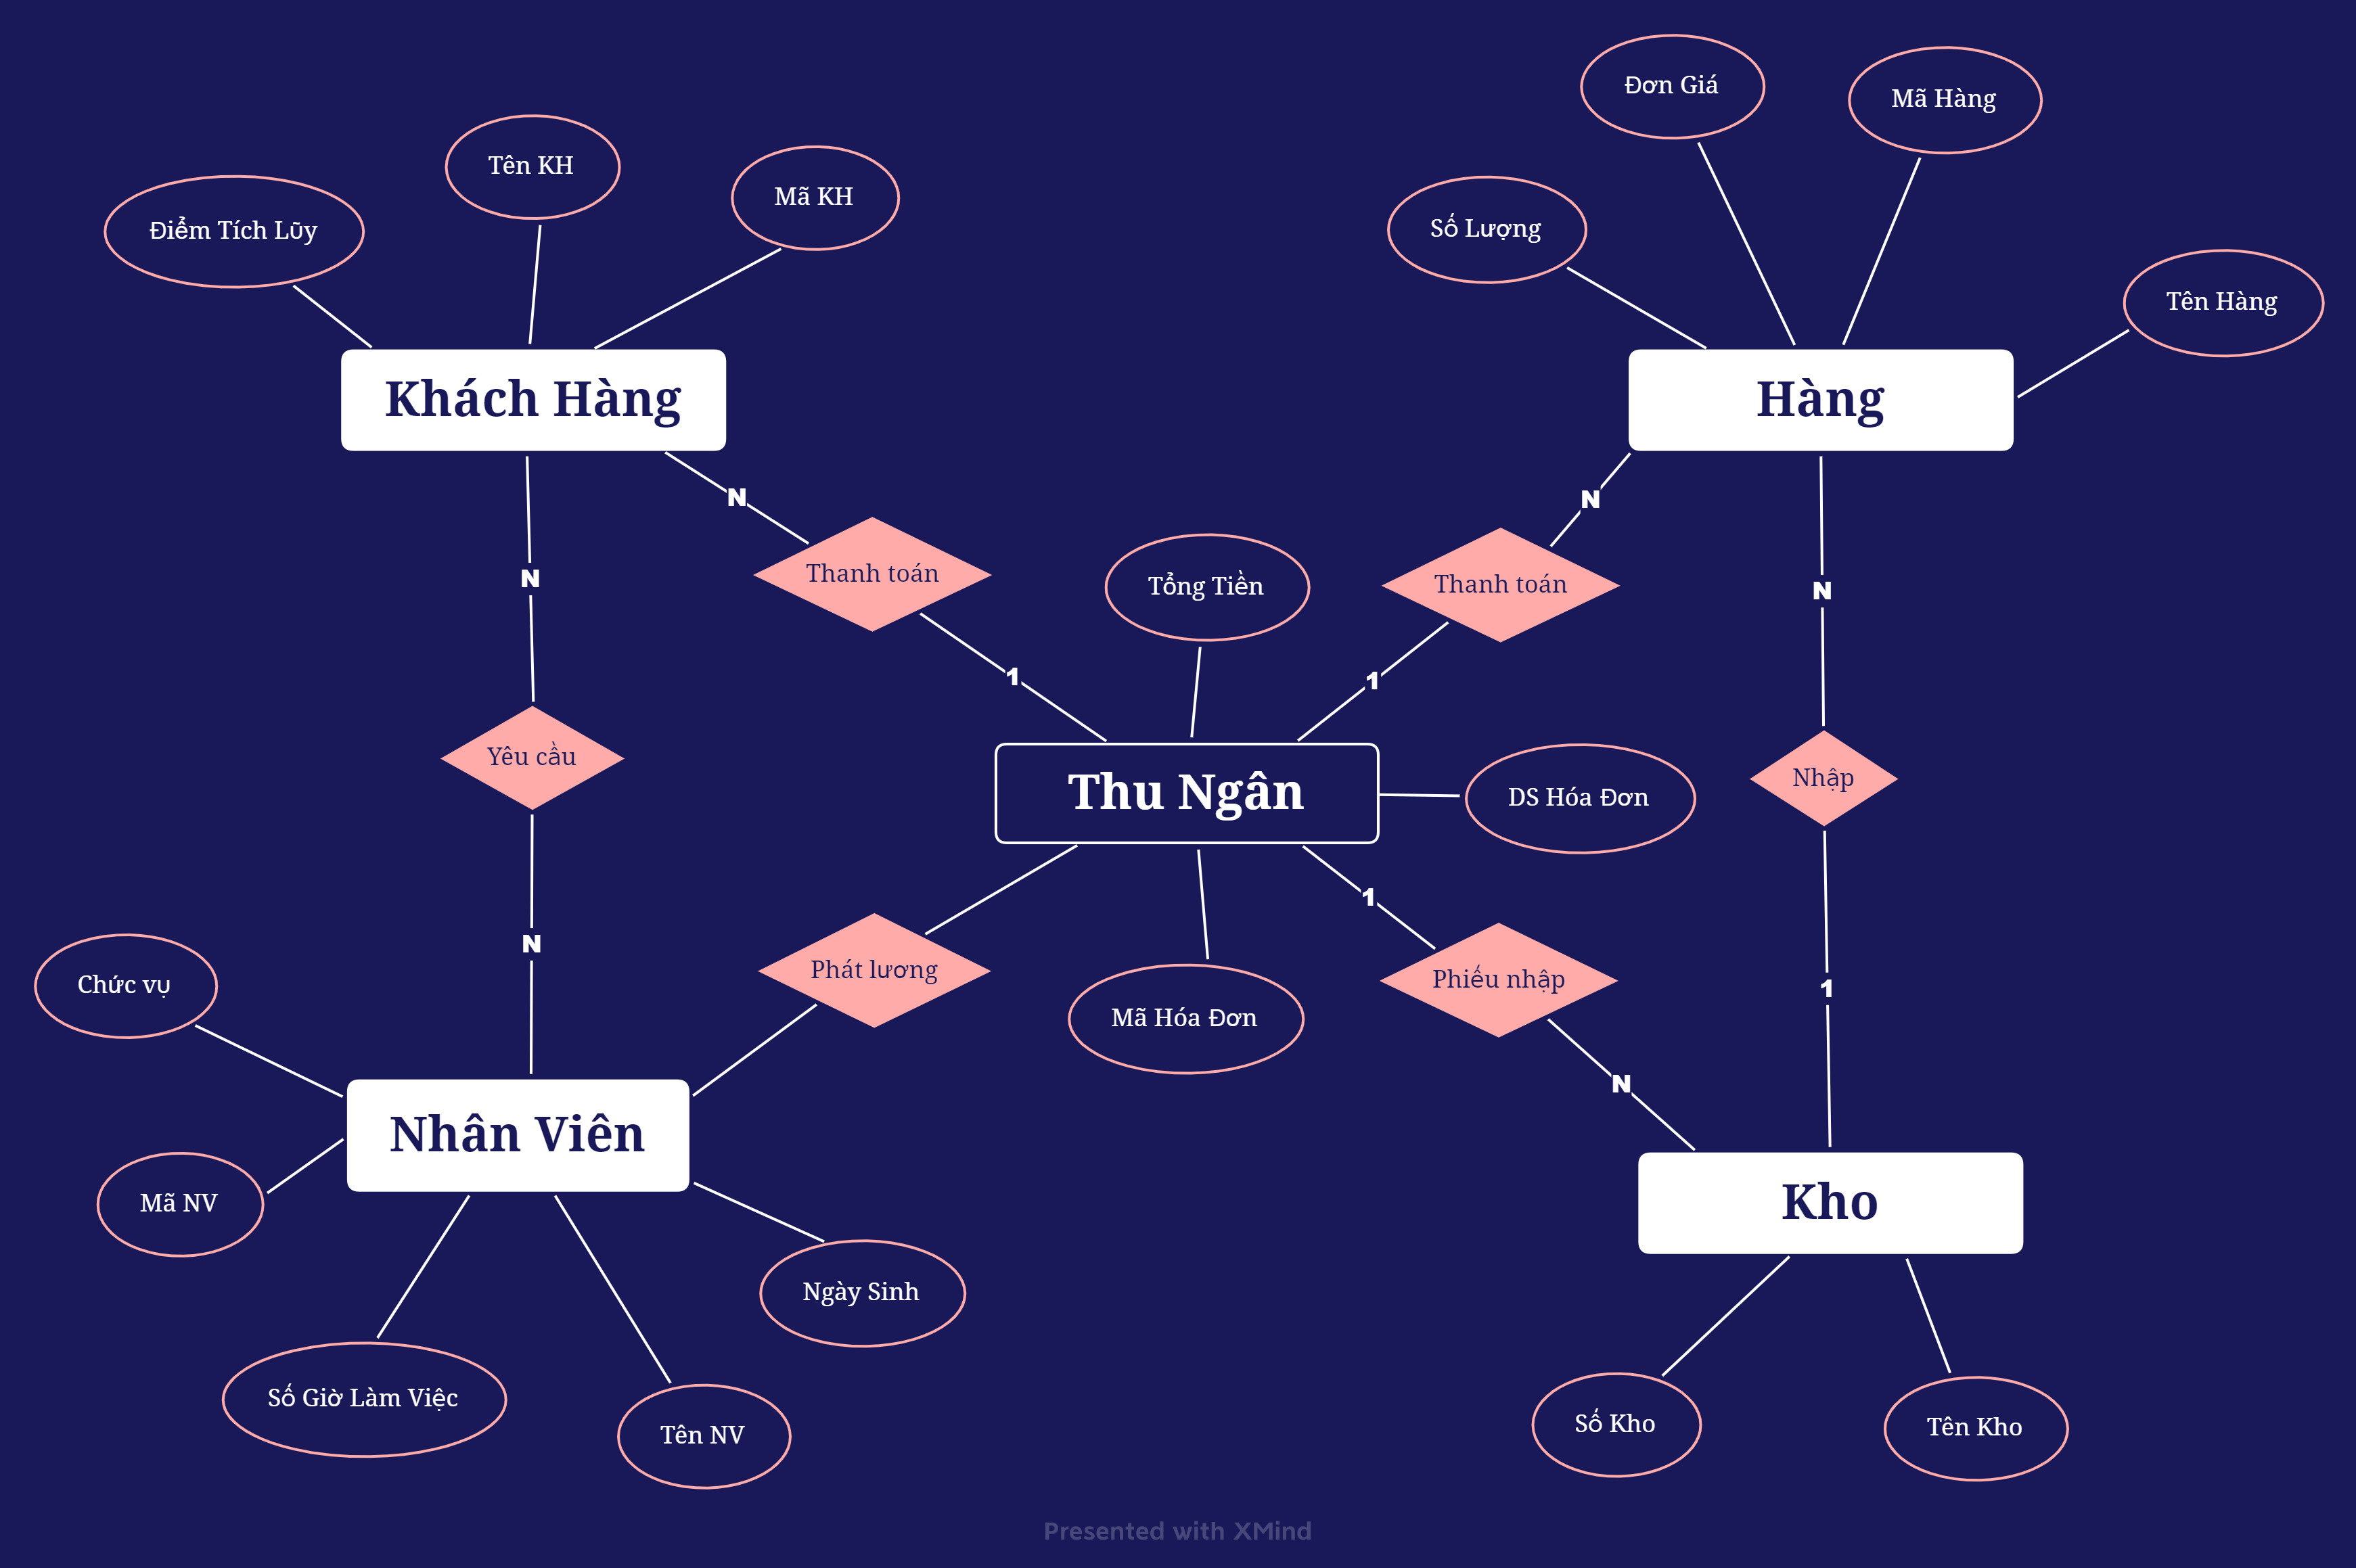 Đơn Giá
Mã Hàng
Tên KH
Mã KH
Điểm Tích Lũy
Số Lượng
Tên Hàng
Khách Hàng
Hàng
N
N
Thanh toán
Tổng Tiền
Thanh toán
N
N
1
1
Yêu cầu
Thu Ngân
DS Hóa Đơn
Nhập
1
N
Chức vụ
Phát lương
Mã Hóa Đơn
Phiếu nhập
1
N
Nhân Viên
Mã NV
Kho
Ngày Sinh
Số Giờ Làm Việc
Tên NV
Số Kho
Tên Kho
Presented with XMind